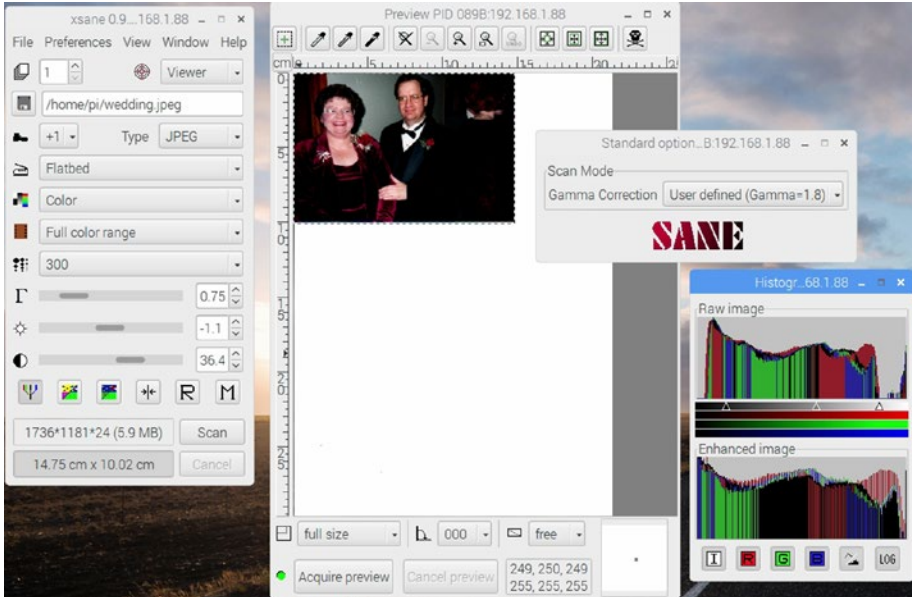 xsane 0.9....168.1.88
File Preferences View Window Help
1
Viewer
/home/pi/wedding.jpeg
+1
Type
JPEG
Flatbed
Color
Full color range
300
0.75
-1.1
36.4
R
M
1736*1181*24 (5.9 MB)
Scan
14.75 cm x 10.02 cm
Cancel
Preview PID 089B:192.168.1.88
cm
full size
000
free
Acquire preview
Cancel preview
249, 250, 249
255, 255, 255
Standard option...B:192.168.1.88
Scan Mode
Gamma Correction
User defined (Gamma=1.8)
SANE
Histogr...68.1.88
Raw image
Enhanced image
I
R
G
B
LOG